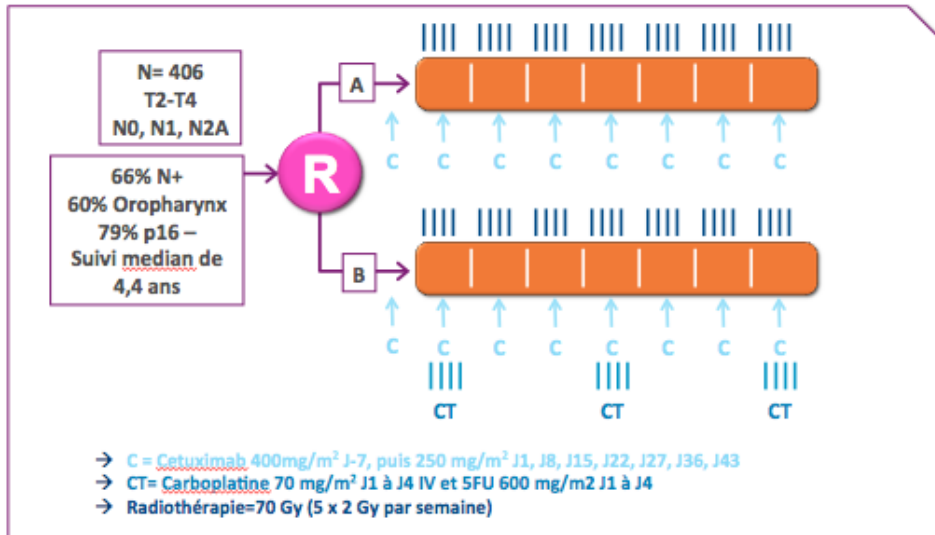 N= 406
T2-T4
N0, N1, N2A
66% N+
60% Oropharynx
79% p16 –
Suivi median de
4,4 ans
R
A
C C C C C C C C
B
C C C C C C C C
CT CT CT
→ C = Cetuximab 400mg/m² J-7, puis 250 mg/m² J1, J8, J15, J22, J27, J36, J43
→ CT= Carboplatine 70 mg/m² J1 à J4 IV et 5FU 600 mg/m2 J1 à J4
→ Radiothérapie=70 Gy (5 x 2 Gy par semaine)